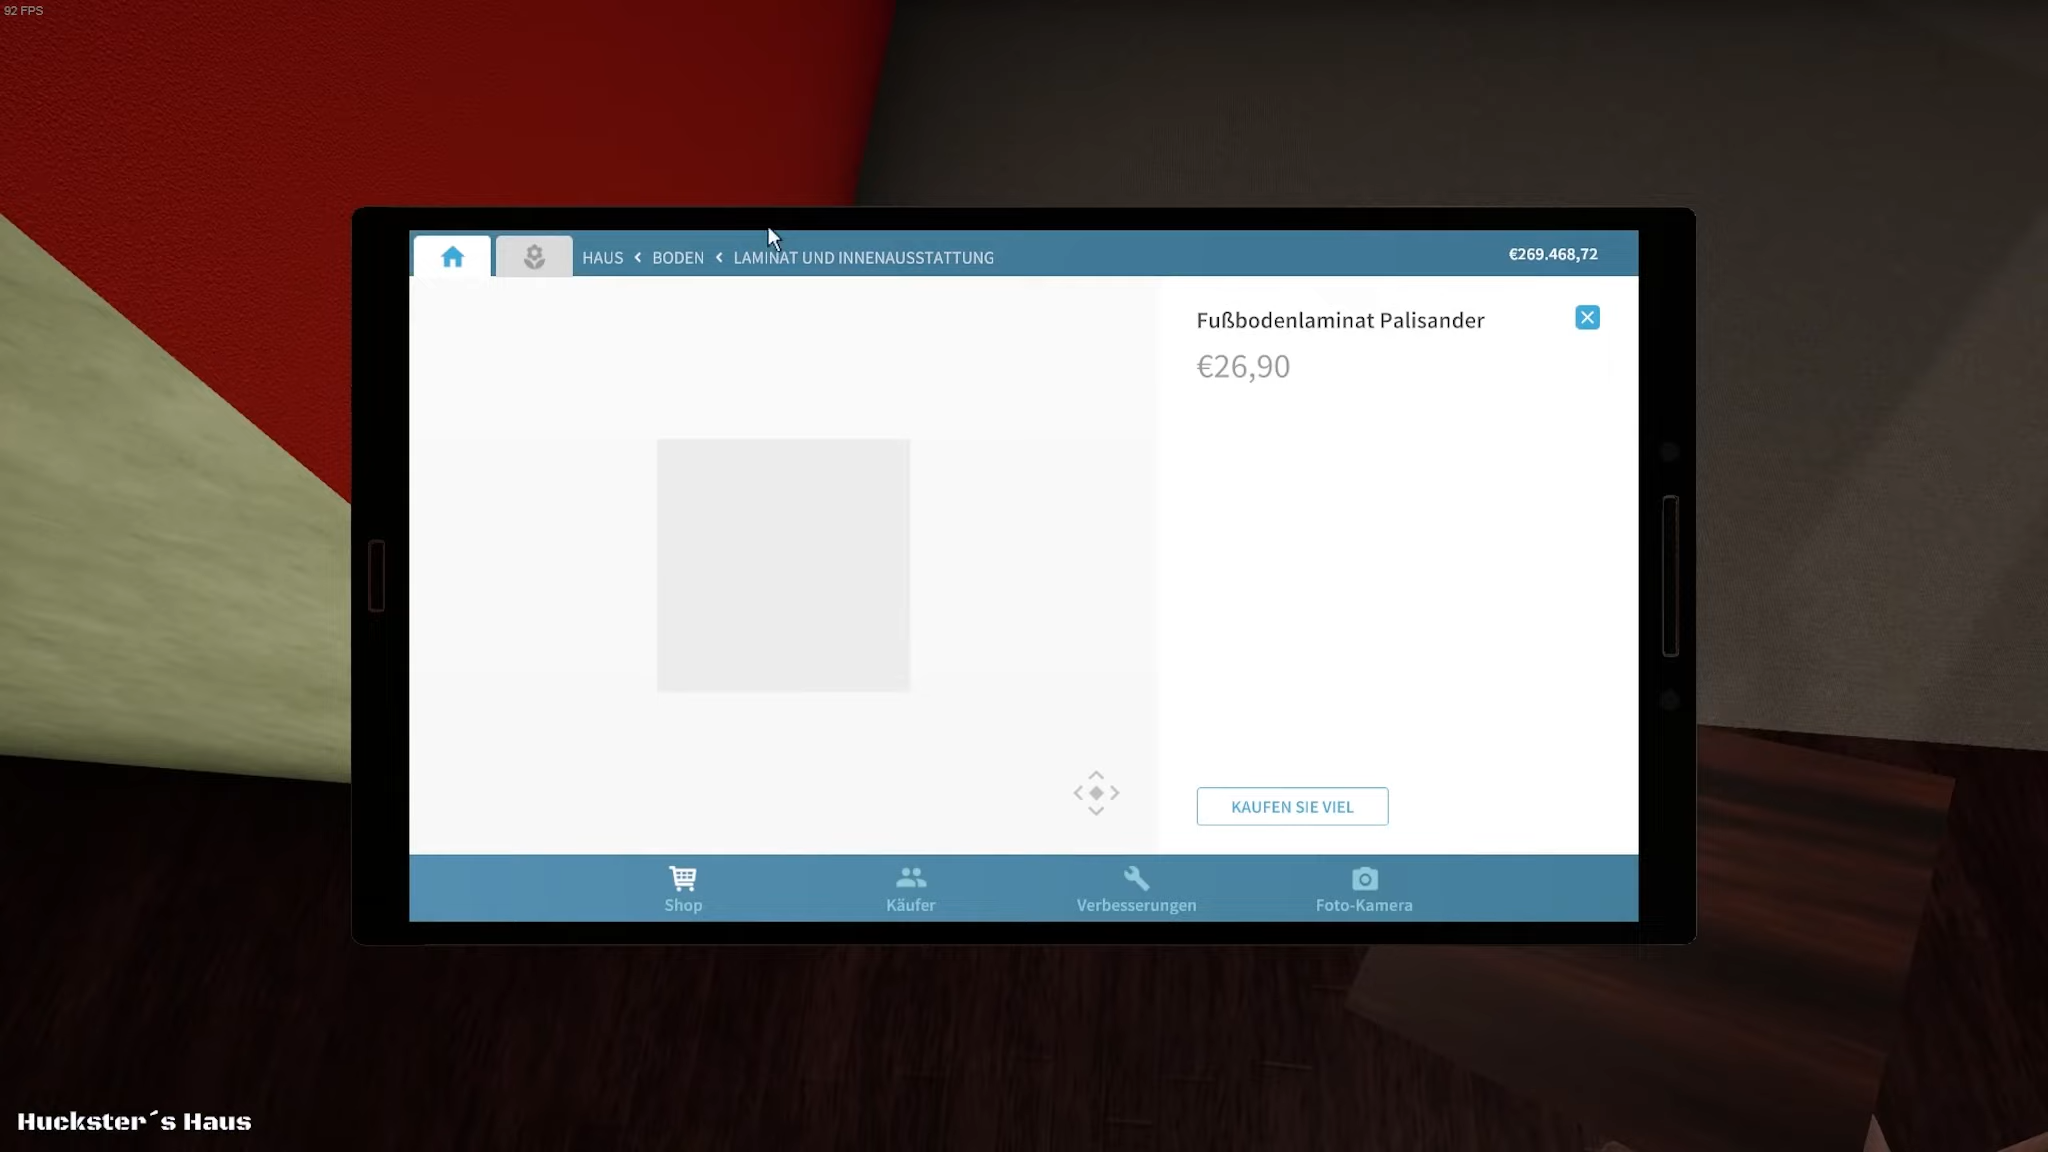 92 FPS
HAUS < BODEN < LAMINAT UND INNENAUSSTATTUNG
€269.468,72
Fußbodenlaminat Palisander
€26,90
KAUFEN SIE VIEL
Shop
Käufer
Verbesserungen
Foto-Kamera
Huckster´s Haus